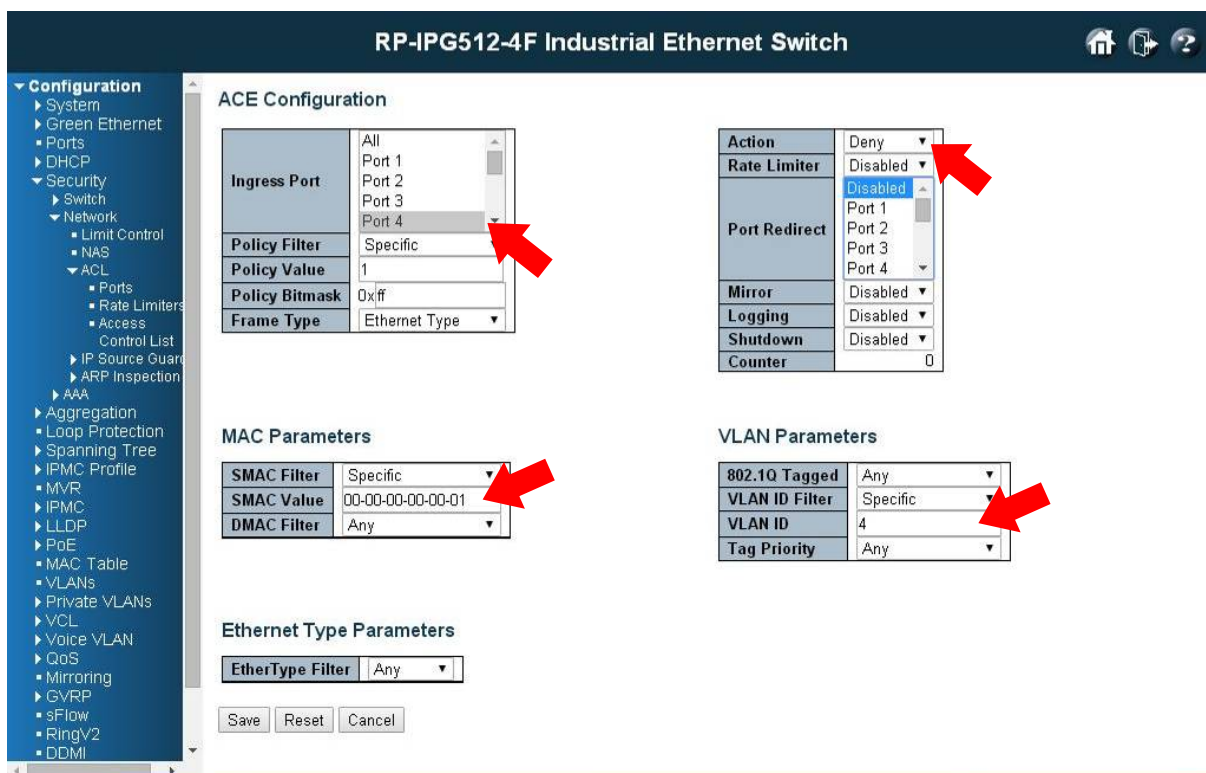 RP-IPG512-4F Industrial Ethernet Switch
Configuration
System
Green Ethernet
Ports
DHCP
Security
Switch
Network
Limit Control
NAS
ACL
Ports
Rate Limiters
Access
Control List
IP Source Guard
ARP Inspection
AAA
Aggregation
Loop Protection
Spanning Tree
IPMC Profile
MVR
IPMC
LLDP
PoE
MAC Table
VLANs
Private VLANs
VCL
Voice VLAN
QoS
Mirroring
GVRP
sFlow
RingV2
DDMI
ACE Configuration
Ingress Port
All
Port 1
Port 2
Port 3
Port 4
Policy Filter Specific
Policy Value 1
Policy Bitmask 0xff
Frame Type Ethernet Type
Action Deny
Rate Limiter Disabled
Port Redirect
Disabled
Port 1
Port 2
Port 3
Port 4
Mirror Disabled
Logging Disabled
Shutdown Disabled
Counter 0
MAC Parameters
SMAC Filter Specific
SMAC Value 00-00-00-00-00-01
DMAC Filter Any
VLAN Parameters
802.1Q Tagged Any
VLAN ID Filter Specific
VLAN ID 4
Tag Priority Any
Ethernet Type Parameters
EtherType Filter Any
Save Reset Cancel